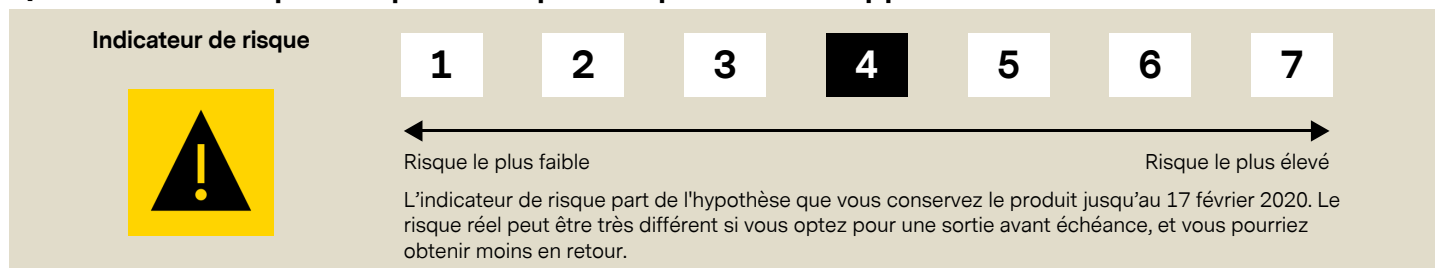 Indicateur de risque
1 2 3 4 5 6 7
Risque le plus faible Risque le plus élevé
L'indicateur de risque part de l'hypothèse que vous conservez le produit jusqu'au 17 février 2020. Le
risque réel peut être très différent si vous optez pour une sortie avant échéance, et vous pourriez
obtenir moins en retour.